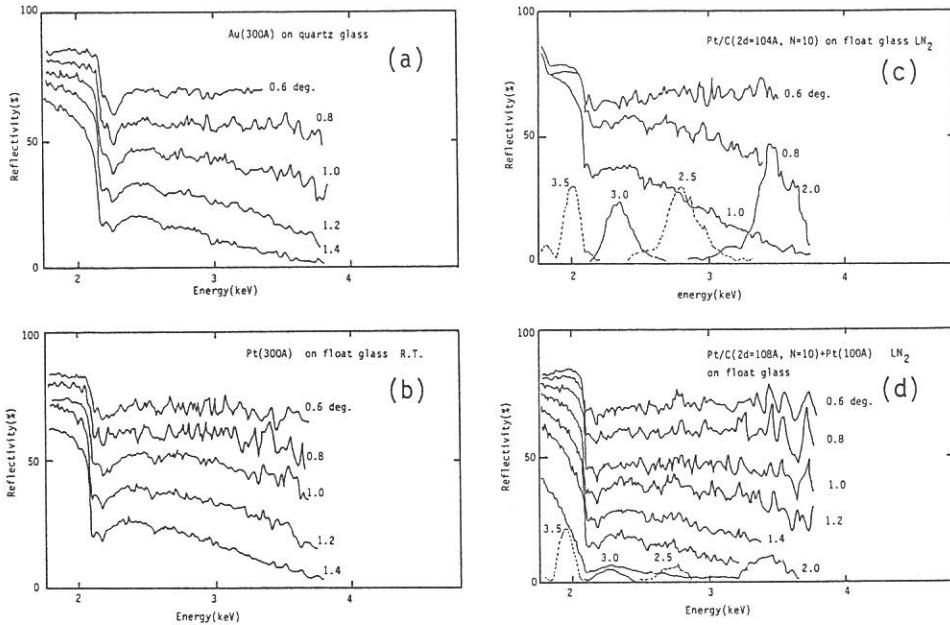 100
Au(300A) on quartz glass
(a)
Reflectivity(%)
0.6 deg.
50
0.8
1.0
1.2
1.4
0
2
3
4
Energy(keV)
100
Pt(300A) on float glass R.T.
(b)
Reflectivity(%)
0.6 deg.
50
0.8
1.0
1.2
1.4
0
2
3
4
Energy(keV)
100
Pt/C(2d=104A, N=10) on float glass LN2
(c)
Reflectivity(%)
0.6 deg.
50
0.8
3.5
3.0
2.5
2.0
1.0
0
2
3
4
energy(keV)
100
Pt/C(2d=108A, N=10)+Pt(100A) LN2
on float glass
(d)
Reflectivity(%)
0.6 deg.
0.8
50
1.0
1.2
3.5
3.0
2.5
1.4
2.0
0
2
3
4
Energy(keV)